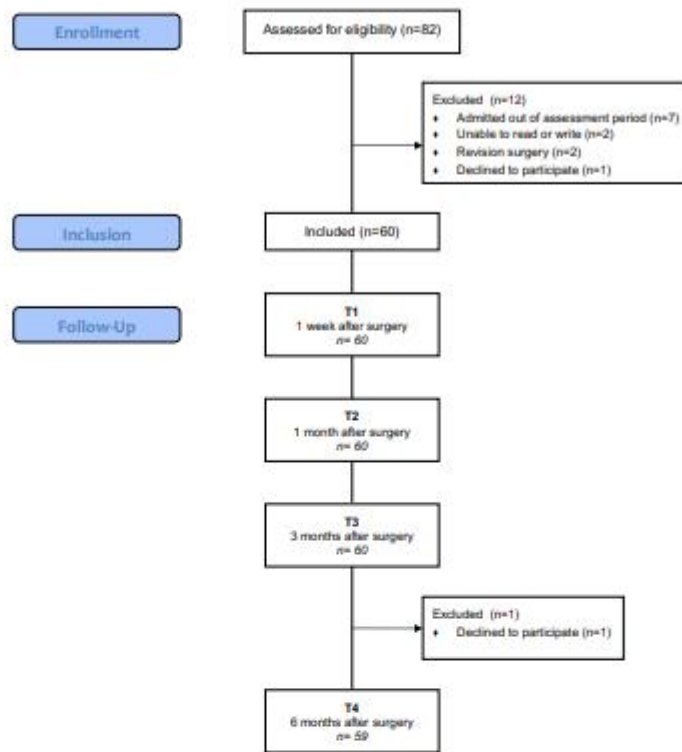 Enrollment
Assessed for eligibility (n=82)
Excluded (n=12)
♦ Admitted out of assessment period (n=7)
♦ Unable to read or write (n=2)
♦ Revision surgery (n=2)
♦ Declined to participate (n=1)
Inclusion
Included (n=60)
Follow-Up
T1
1 week after surgery
n= 60
T2
1 month after surgery
n= 60
T3
3 months after surgery
n= 60
Excluded (n=1)
♦ Declined to participate (n=1)
T4
6 months after surgery
n= 59